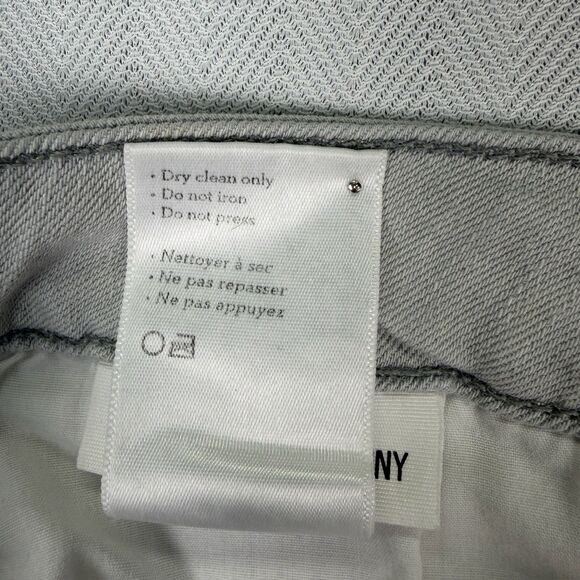 · Dry clean only
· Do not iron
· Do not press
· Nettoyer à sec
· Ne pas repasser
· Ne pas appuyez
NY